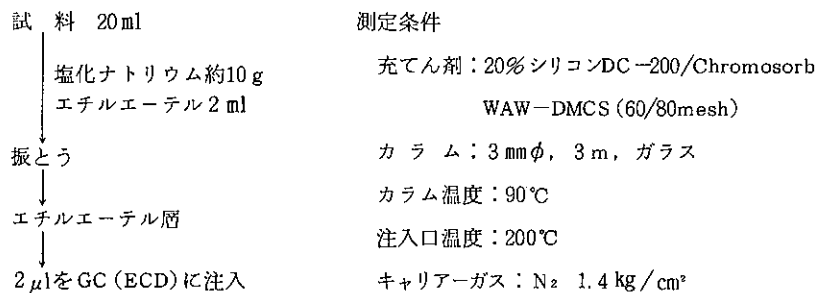 試 料 20ml
塩化ナトリウム約10g
エチルエーテル2ml
振とう
エチルエーテル層
2μlをGC(ECD)に注入
測定条件
充てん剤:20%シリコンDC-200/Chromosorb
WAW-DMCS(60/80mesh)
カ ラ ム:3mmφ, 3m, ガラス
カラム温度:90℃
注入口温度:200℃
キャリアーガス:N₂ 1.4kg/cm²